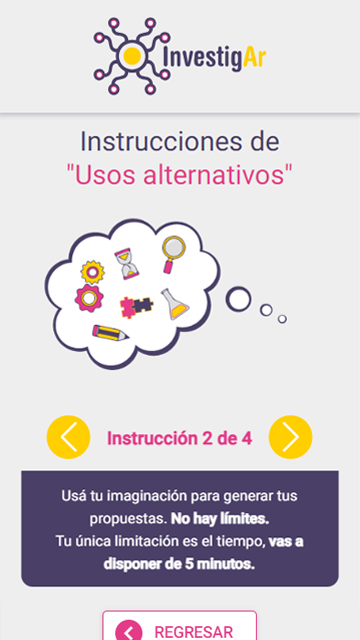 InvestigAr
Instrucciones de
"Usos alternativos"
Instrucción 2 de 4
Usá tu imaginación para generar tus
propuestas. No hay límites.
Tu única limitación es el tiempo, vas a
disponer de 5 minutos.
REGRESAR